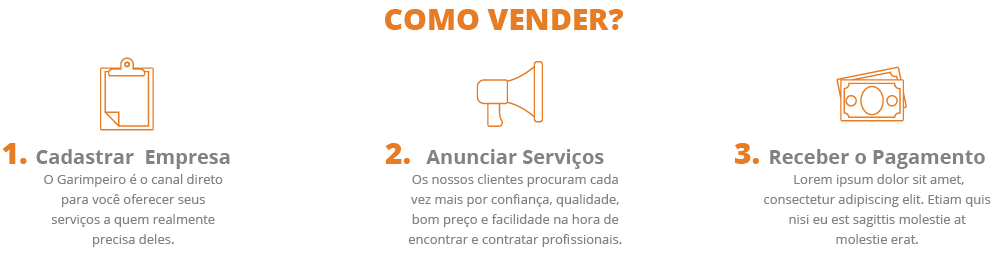 COMO VENDER?
1. Cadastrar Empresa
O Garimpeiro é o canal direto
para você oferecer seus
serviços a quem realmente
precisa deles.
2. Anunciar Serviços
Os nossos clientes procuram cada
vez mais por confiança, qualidade,
bom preço e facilidade na hora de
encontrar e contratar profissionais.
3. Receber o Pagamento
Lorem ipsum dolor sit amet,
consectetur adipiscing elit. Etiam quis
nisi eu est sagittis molestie at
molestie erat.